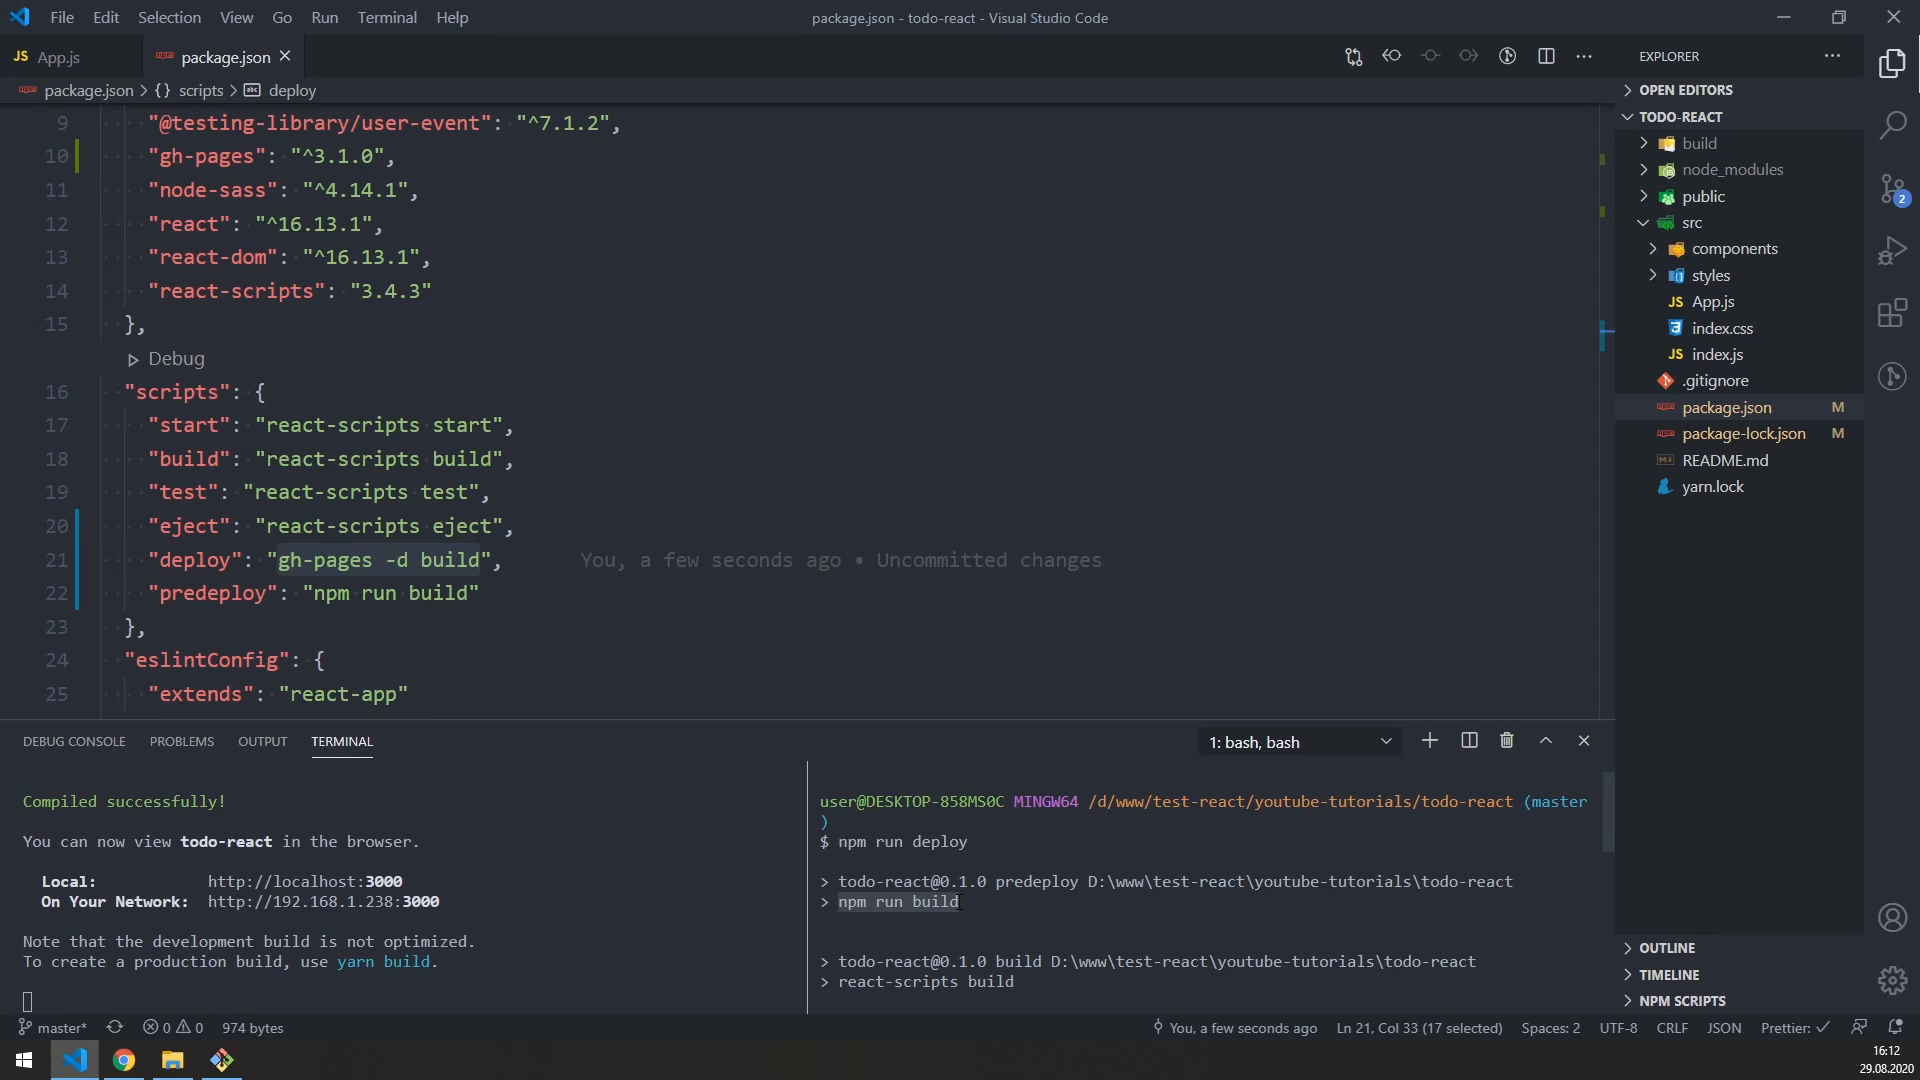 File Edit Selection View Go Run Terminal Help
package.json - todo-react - Visual Studio Code
JS App.js
package.json
EXPLORER
package.json > {} scripts > abc deploy
9 "@testing-library/user-event": "^7.1.2",
10 "gh-pages": "^3.1.0",
11 "node-sass": "^4.14.1",
12 "react": "^16.13.1",
13 "react-dom": "^16.13.1",
14 "react-scripts": "3.4.3"
15 },
Debug
16 "scripts": {
17 "start": "react-scripts start",
18 "build": "react-scripts build",
19 "test": "react-scripts test",
20 "eject": "react-scripts eject",
21 "deploy": "gh-pages -d build", You, a few seconds ago • Uncommitted changes
22 "predeploy": "npm run build"
23 },
24 "eslintConfig": {
25 "extends": "react-app"
OPEN EDITORS
TODO-REACT
build
node_modules
public
src
components
styles
JS App.js
index.css
JS index.js
.gitignore
package.json M
package-lock.json M
README.md
yarn.lock
2
OUTLINE
TIMELINE
NPM SCRIPTS
DEBUG CONSOLE PROBLEMS OUTPUT TERMINAL
1: bash, bash
Compiled successfully!
You can now view todo-react in the browser.
Local: http://localhost:3000
On Your Network: http://192.168.1.238:3000
Note that the development build is not optimized.
To create a production build, use yarn build.
user@DESKTOP-858MS0C MINGW64 /d/www/test-react/youtube-tutorials/todo-react (master
)
$ npm run deploy
> todo-react@0.1.0 predeploy D:\www\test-react\youtube-tutorials\todo-react
> npm run build
> todo-react@0.1.0 build D:\www\test-react\youtube-tutorials\todo-react
> react-scripts build
master* 0 0 974 bytes
You, a few seconds ago Ln 21, Col 33 (17 selected) Spaces: 2 UTF-8 CRLF JSON Prettier: ✓
16:12
29.08.2020